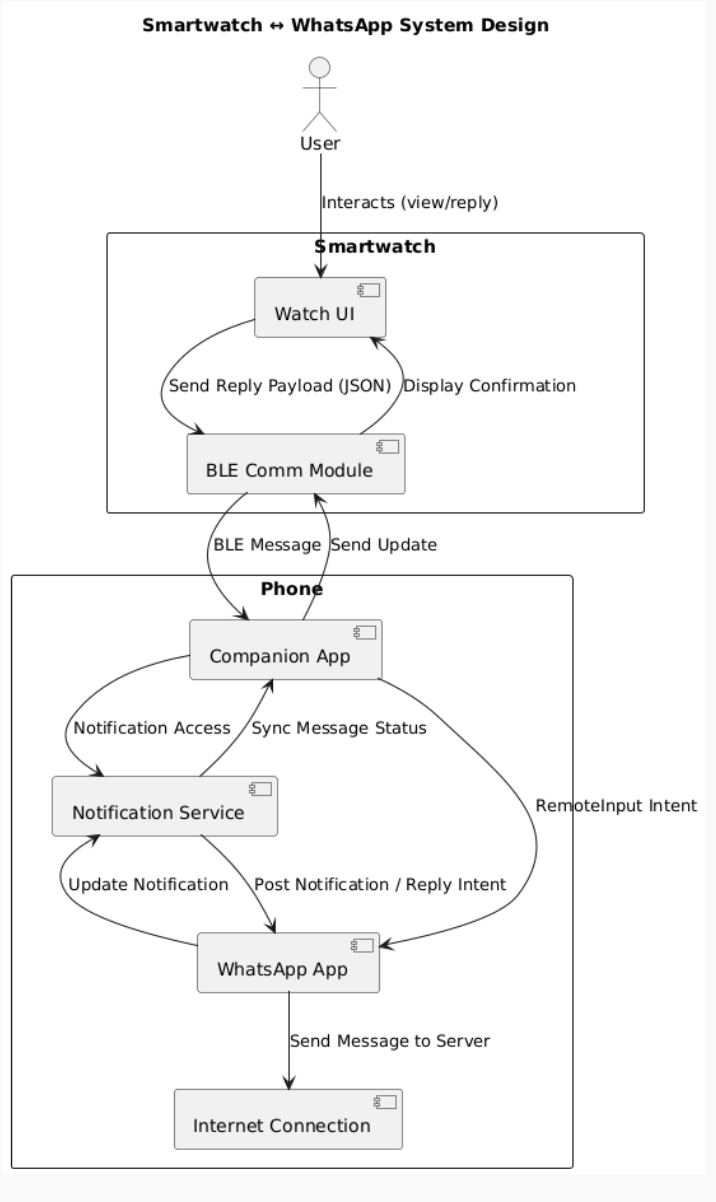 Smartwatch ↔ WhatsApp System Design
User
Interacts (view/reply)
Smartwatch
Watch UI
Send Reply Payload (JSON)
Display Confirmation
BLE Comm Module
BLE Message
Send Update
Phone
Companion App
Notification Access
Sync Message Status
RemoteInput Intent
Notification Service
Update Notification
Post Notification / Reply Intent
WhatsApp App
Send Message to Server
Internet Connection